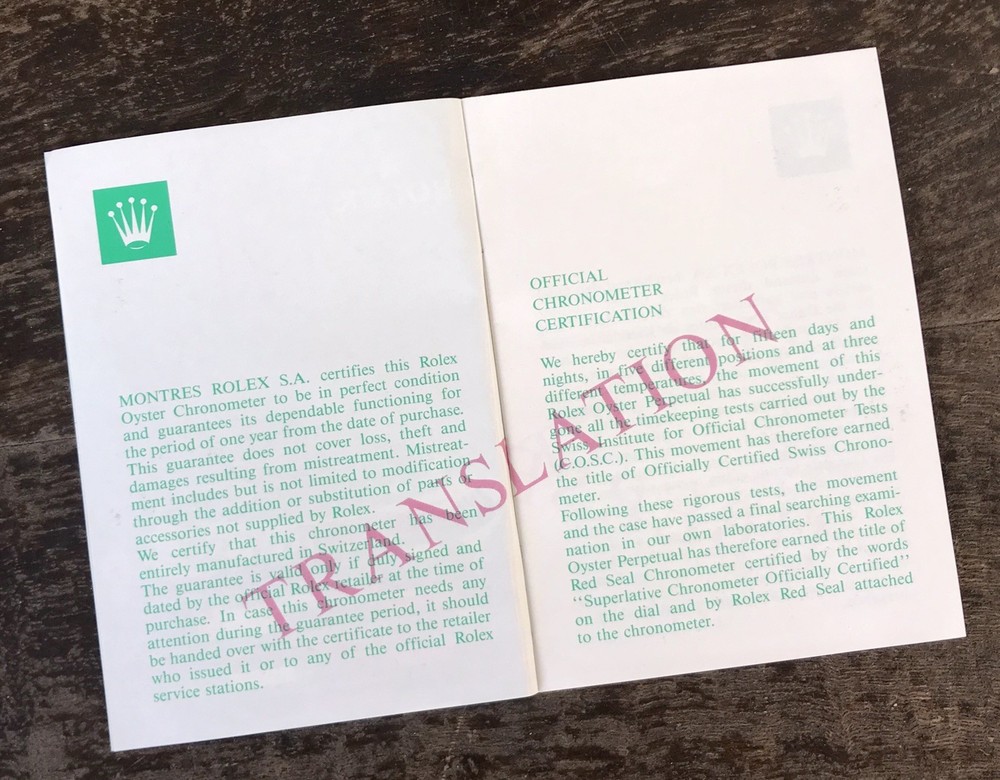 MONTRES ROLEX S.A. certifies this Rolex
Oyster Chronometer to be in perfect condition
and guarantees its dependable functioning for
the period of one year from the date of purchase.
This guarantee does not cover loss, theft and
damages resulting from mistreatment. Mistreat-
ment includes but is not limited to modification
through the addition or substitution of parts or
accessories not supplied by Rolex.
We certify that this chronometer has been
entirely manufactured in Switzerland.
The guarantee is valid only if duly signed and
dated by the official Rolex retailer at the time of
purchase. In case this chronometer needs any
attention during the guarantee period, it should
be handed over with the certificate to the retailer
who issued it or to any of the official Rolex
service stations.
OFFICIAL
CHRONOMETER
CERTIFICATION
We hereby certify that for fifteen days and
nights, in five different positions and at three
different temperatures, the movement of this
Rolex Oyster Perpetual has successfully under-
gone all the timekeeping tests carried out by the
Swiss Institute for Official Chronometer Tests
(C.O.S.C.). This movement has therefore earned
the title of Officially Certified Swiss Chrono-
meter.
Following these rigorous tests, the movement
and the case have passed a final searching exami-
nation in our own laboratories. This Rolex
Oyster Perpetual has therefore earned the title of
Red Seal Chronometer certified by the words
‘‘Superlative Chronometer Officially Certified’’
on the dial and by Rolex Red Seal attached
to the chronometer.
TRANSLATION